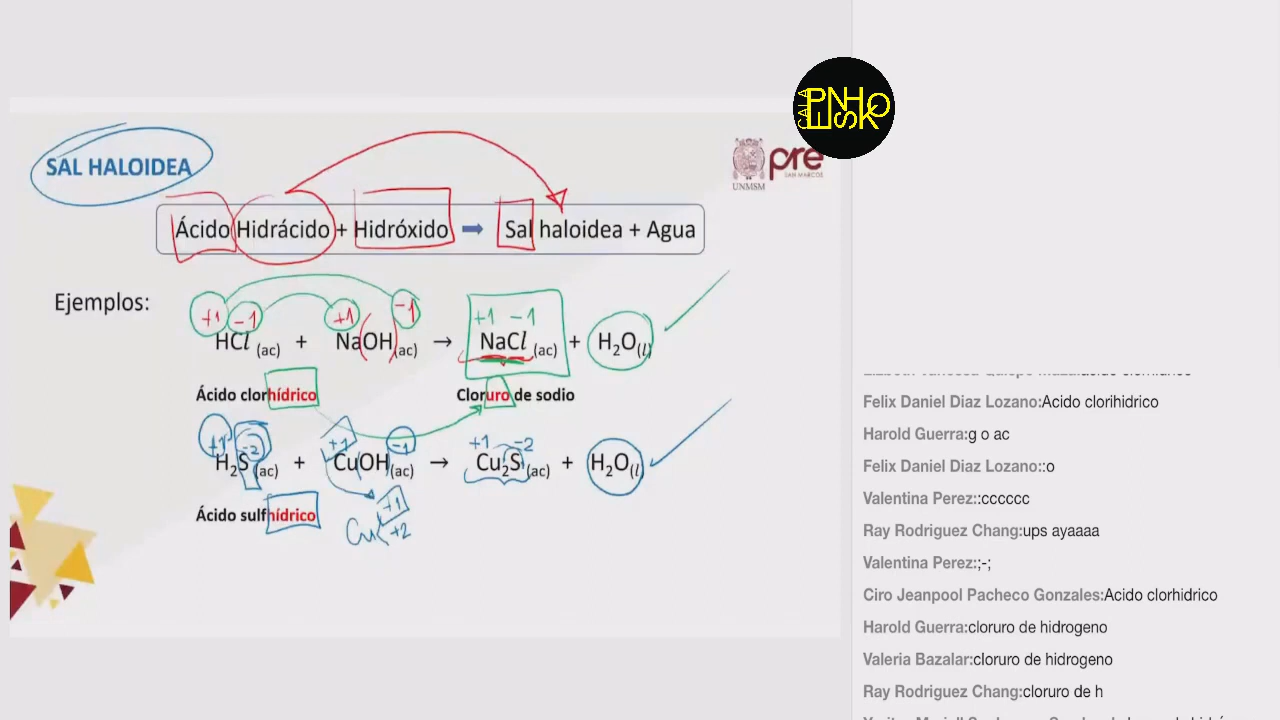 CALA
PENHO
ESK
SAL HALOIDEA
UNMSM
pre
SAN MARCOS
Ácido Hidrácido + Hidróxido ➡ Sal haloidea + Agua
Ejemplos:
+1 -1 +1 -1 +1 -1
HCl (ac) + NaOH(ac) → NaCl (ac) + H₂O(l)
Ácido clorhídrico Cloruro de sodio
+1 -2 +1 -1 +1 -2
H₂S(ac) + CuOH(ac) → Cu₂S(ac) + H₂O(l)
Ácido sulfhídrico
Cu +1 +2
Felix Daniel Diaz Lozano:Acido clorihidrico
Harold Guerra:g o ac
Felix Daniel Diaz Lozano::o
Valentina Perez::cccccc
Ray Rodriguez Chang:ups ayaaaa
Valentina Perez:;-;
Ciro Jeanpool Pacheco Gonzales:Acido clorhidrico
Harold Guerra:cloruro de hidrogeno
Valeria Bazalar:cloruro de hidrogeno
Ray Rodriguez Chang:cloruro de h